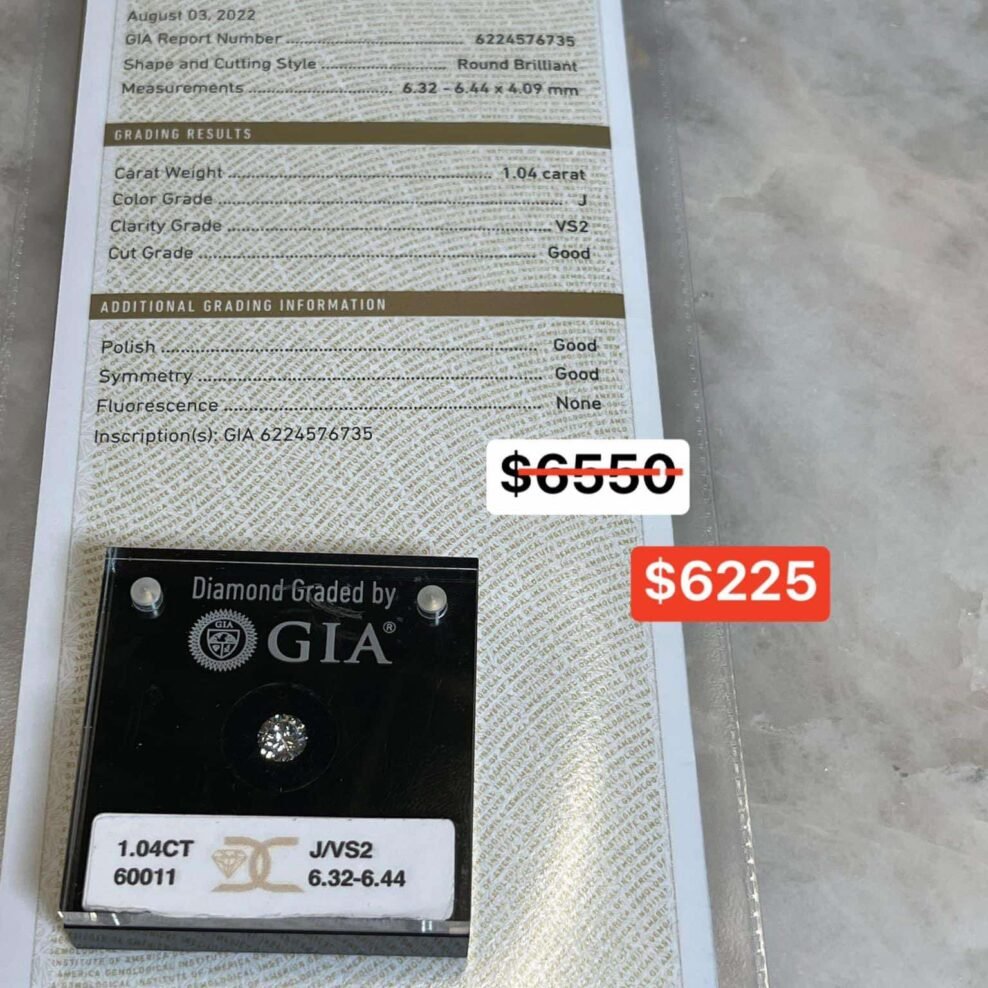 August 03, 2022
GIA Report Number 6224576735
Shape and Cutting Style Round Brilliant
Measurements 6.32 - 6.44 x 4.09 mm
GRADING RESULTS
Carat Weight 1.04 carat
Color Grade J
Clarity Grade VS2
Cut Grade Good
ADDITIONAL GRADING INFORMATION
Polish Good
Symmetry Good
Fluorescence None
Inscription(s): GIA 6224576735
$6550
$6225
Diamond Graded by
GIA
GIA®
1.04CT J/VS2
60011 6.32-6.44